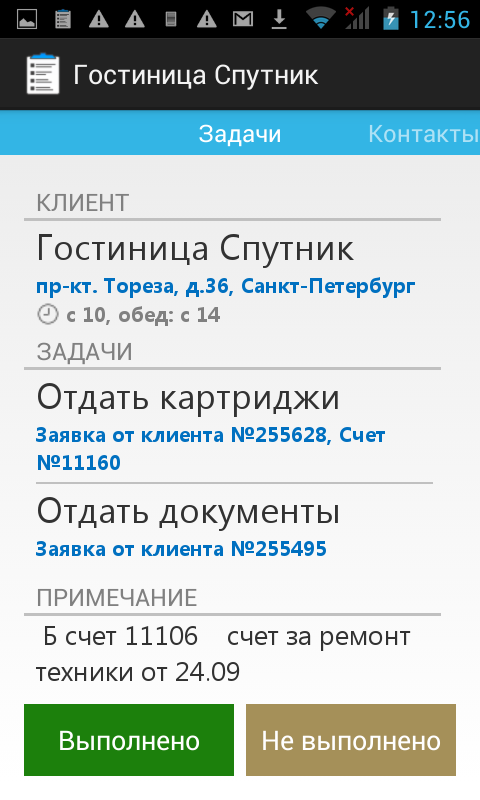 12:56
Гостиница Спутник
Задачи Контакты
КЛИЕНТ
Гостиница Спутник
пр-кт. Тореза, д.36, Санкт-Петербург
с 10, обед: с 14
ЗАДАЧИ
Отдать картриджи
Заявка от клиента №255628, Счет
№11160
Отдать документы
Заявка от клиента №255495
ПРИМЕЧАНИЕ
Б счет 11106 счет за ремонт
техники от 24.09
Выполнено Не выполнено